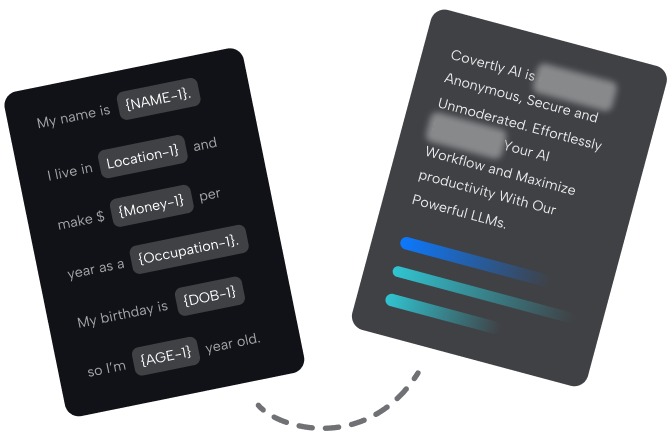 My name is {NAME-1}.
I live in Location-1} and
make $ {Money-1} per
year as a {Occupation-1}.
My birthday is {DOB-1}
so I'm {AGE-1} year old.
Covertly AI is
Anonymous, Secure and
Unmoderated. Effortlessly
Your AI
Workflow and Maximize
productivity With Our
Powerful LLMs.